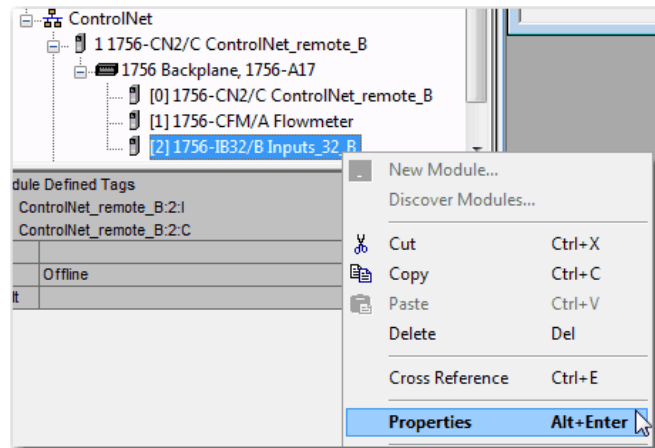 ControlNet
1 1756-CN2/C ControlNet_remote_B
1756 Backplane, 1756-A17
[0] 1756-CN2/C ControlNet_remote_B
[1] 1756-CFM/A Flowmeter
[2] 1756-IB32/B Inputs_32_B
dule Defined Tags
ControlNet_remote_B:2:I
ControlNet_remote_B:2:C
Offline
lt
New Module...
Discover Modules...
Cut Ctrl+X
Copy Ctrl+C
Paste Ctrl+V
Delete Del
Cross Reference Ctrl+E
Properties Alt+Enter